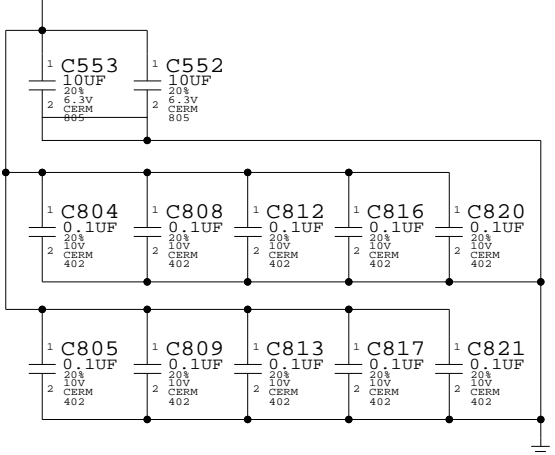 1 C553 1 C552
10UF 10UF
20% 20%
2 6.3V 2 6.3V
CERM CERM
805 805
1 C804 1 C808 1 C812 1 C816 1 C820
0.1UF 0.1UF 0.1UF 0.1UF 0.1UF
20% 20% 20% 20% 20%
2 10V 2 10V 2 10V 2 10V 2 10V
CERM CERM CERM CERM CERM
402 402 402 402 402
1 C805 1 C809 1 C813 1 C817 1 C821
0.1UF 0.1UF 0.1UF 0.1UF 0.1UF
20% 20% 20% 20% 20%
2 10V 2 10V 2 10V 2 10V 2 10V
CERM CERM CERM CERM CERM
402 402 402 402 402